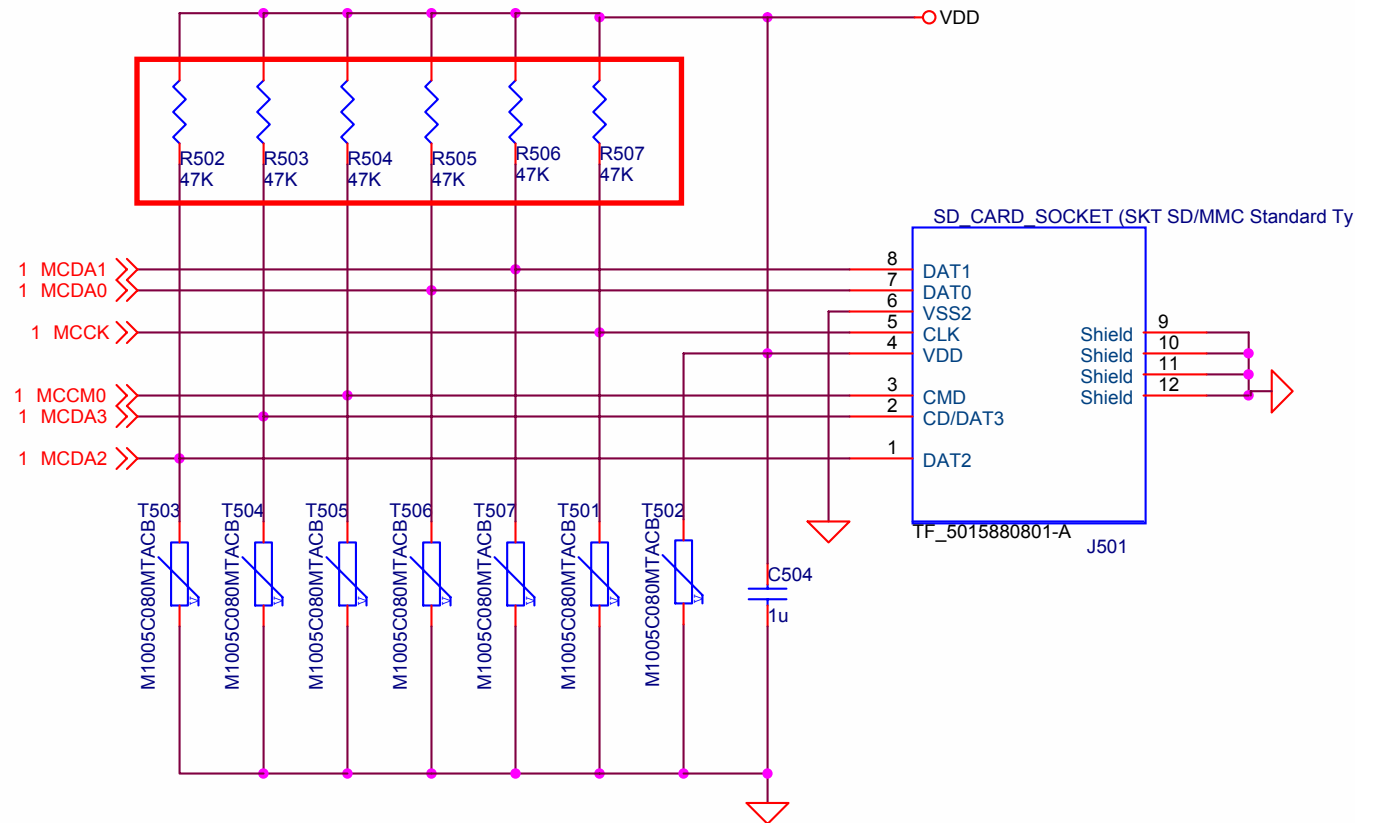 VDD
R502
47K
R503
47K
R504
47K
R505
47K
R506
47K
R507
47K
SD_CARD_SOCKET (SKT SD/MMC Standard Ty
1 MCDA1
1 MCDA0
1 MCCK
1 MCCM0
1 MCDA3
1 MCDA2
8 DAT1
7 DAT0
6 VSS2
5 CLK
4 VDD
3 CMD
2 CD/DAT3
1 DAT2
Shield 9
Shield 10
Shield 11
Shield 12
TF_5015880801-A
J501
T503
M1005C080MTACB
V
T504
M1005C080MTACB
V
T505
M1005C080MTACB
V
T506
M1005C080MTACB
V
T507
M1005C080MTACB
V
T501
M1005C080MTACB
V
T502
M1005C080MTACB
V
C504
1u